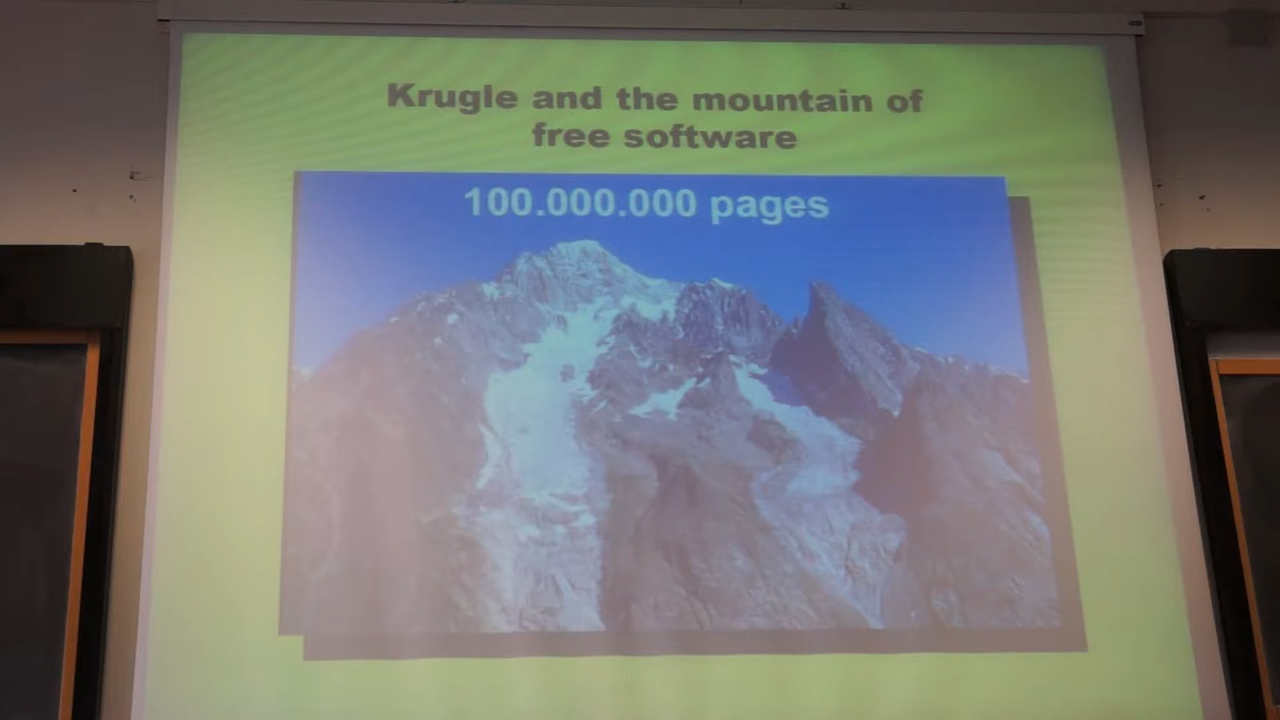 Krugle and the mountain of
free software
100.000.000 pages